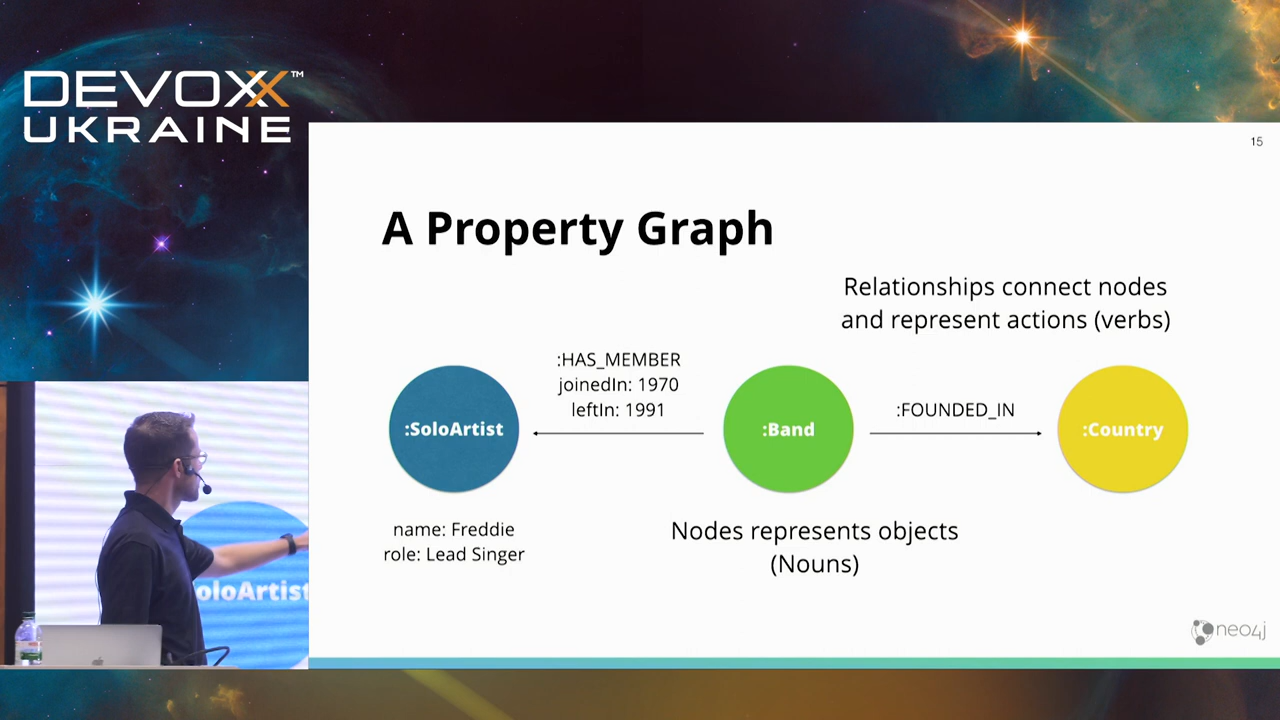 DEVOXX™
UKRAINE
15
A Property Graph
Relationships connect nodes
and represent actions (verbs)
:HAS_MEMBER
joinedIn: 1970
leftIn: 1991
:FOUNDED_IN
:SoloArtist
:Band
:Country
name: Freddie
role: Lead Singer
Nodes represents objects
(Nouns)
oloArtist
neo4j